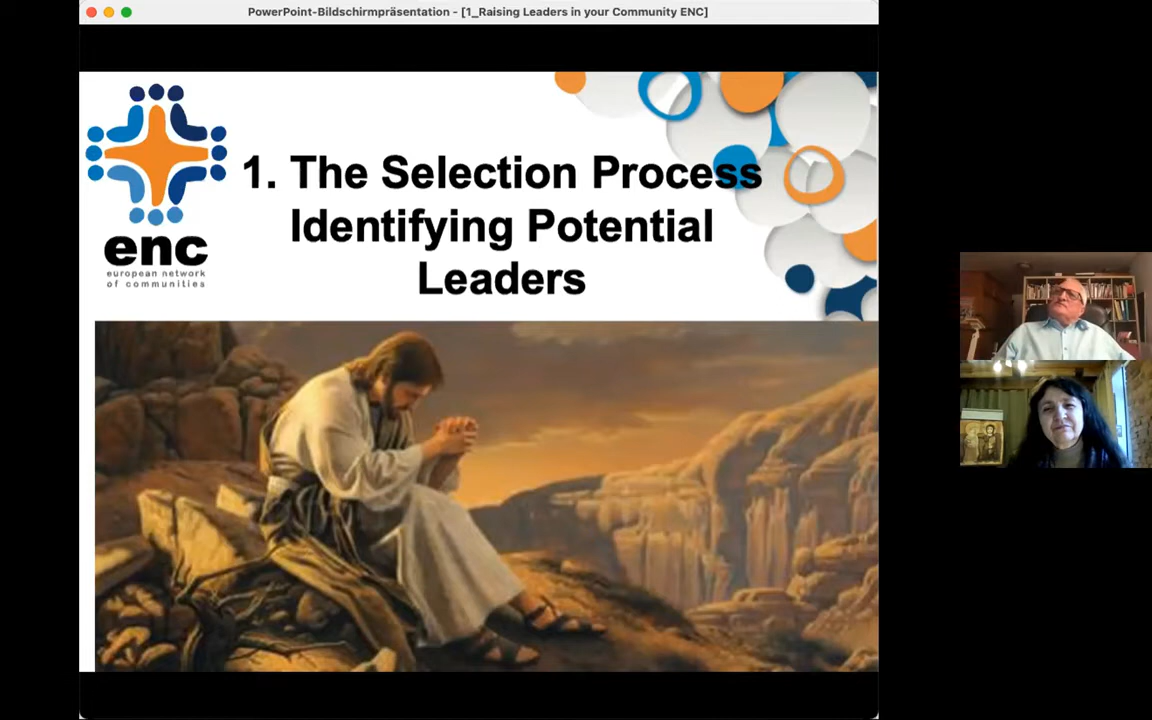 PowerPoint-Bildschirmpräsentation - [1_Raising Leaders in your Community ENC]
1. The Selection Process
Identifying Potential
Leaders
enc
european network
of communities